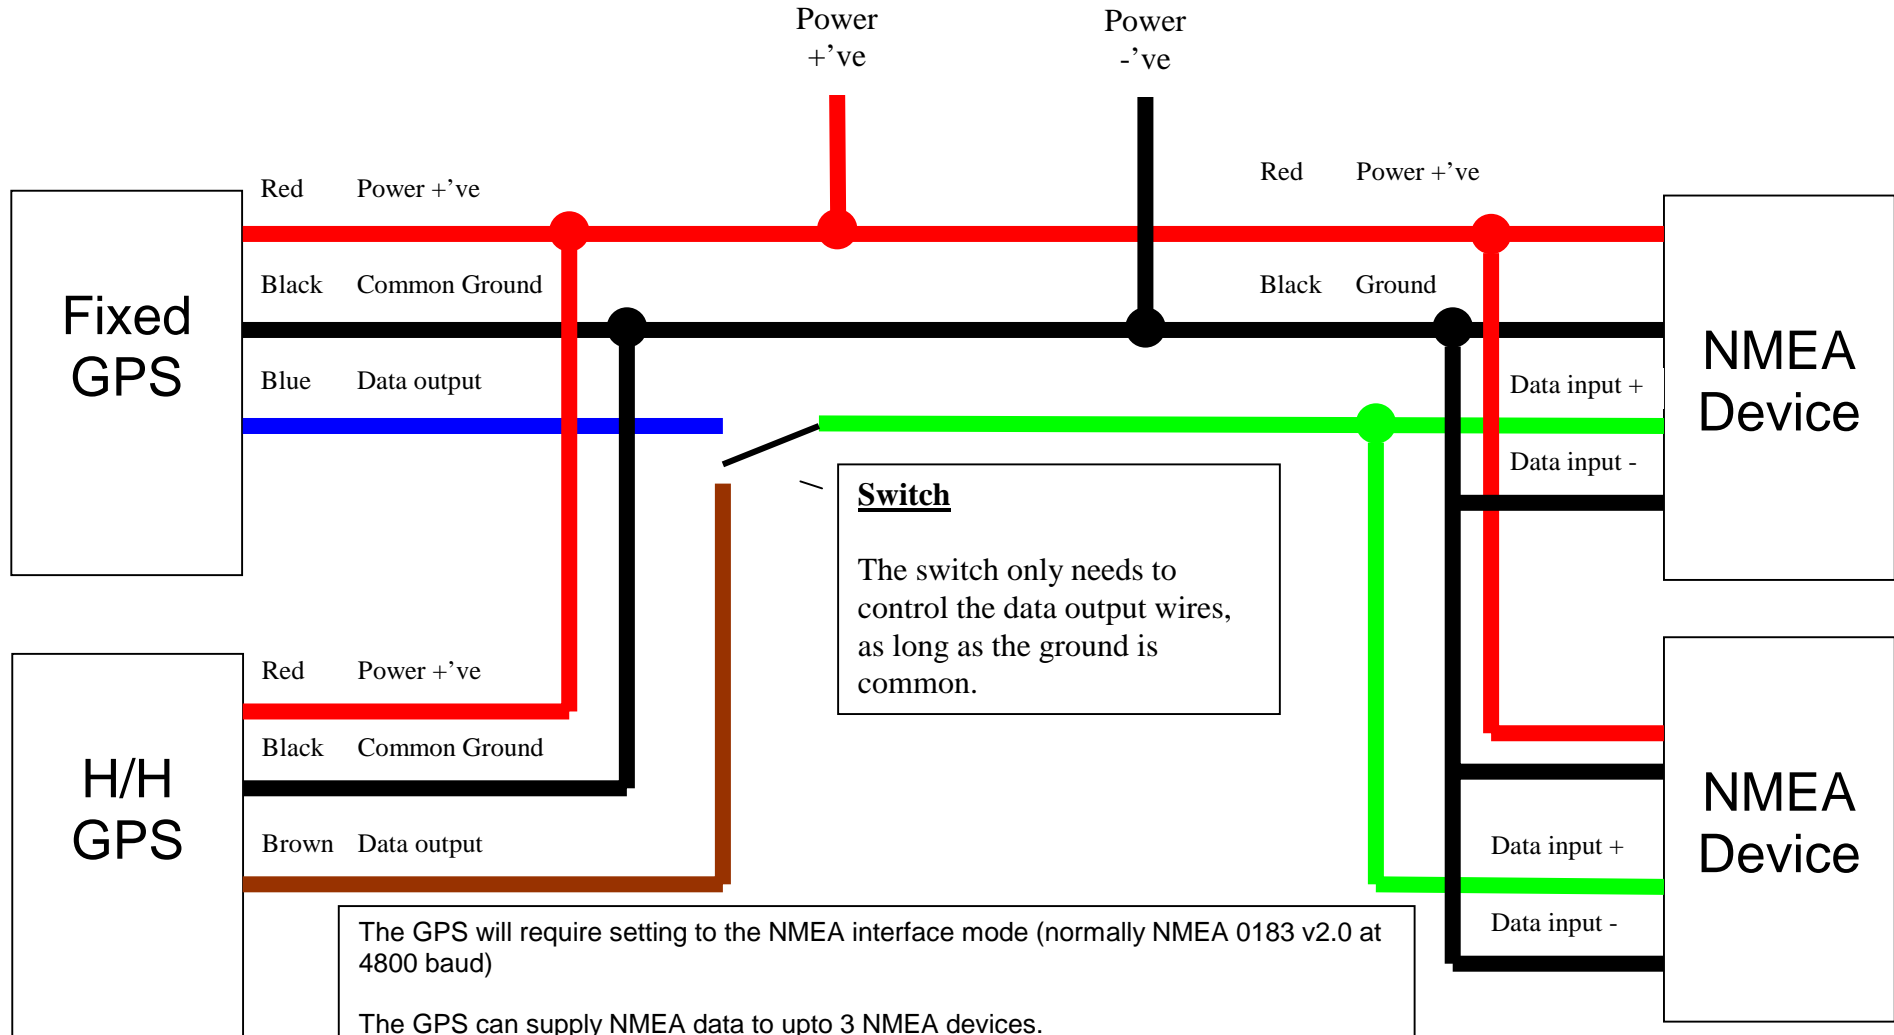 Power
+’ve
Power
-’ve
Red Power +’ve
Red Power +’ve
Black Common Ground
Black Ground
Fixed
GPS
NMEA
Device
Blue Data output
Data input +
Data input -
Switch
The switch only needs to
control the data output wires,
as long as the ground is
common.
Red Power +’ve
Black Common Ground
H/H
GPS
NMEA
Device
Brown Data output
Data input +
Data input -
The GPS will require setting to the NMEA interface mode (normally NMEA 0183 v2.0 at
4800 baud)
The GPS can supply NMEA data to upto 3 NMEA devices.